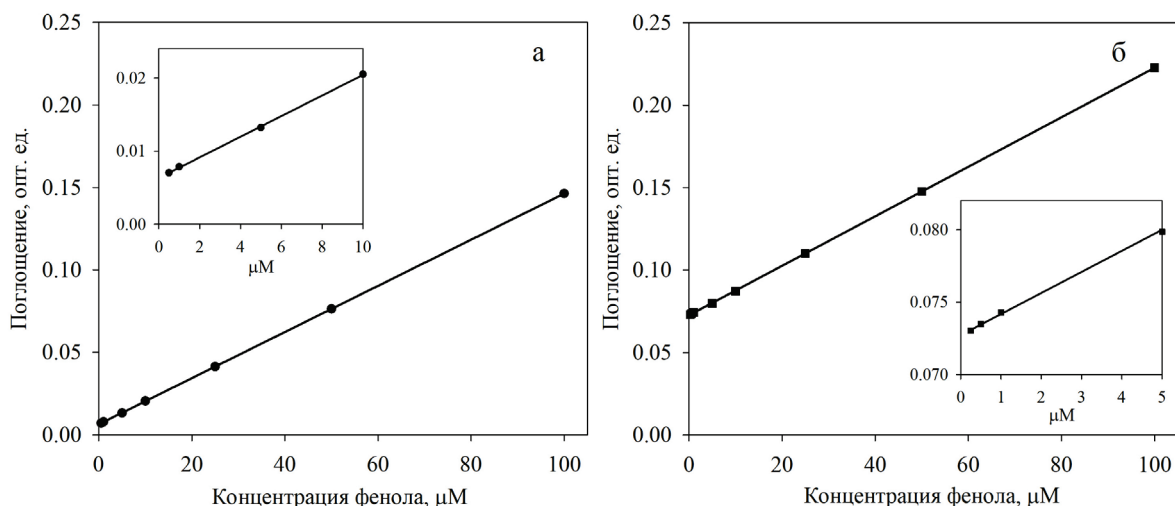 а
Поглощение, опт. ед.
0.25
0.20
0.15
0.10
0.05
0.00
0 20 40 60 80 100
Концентрация фенола, μM
0.02
0.01
0.00
0 2 4 6 8 10
μM
б
Поглощение, опт. ед.
0.25
0.20
0.15
0.10
0.05
0.00
0 20 40 60 80 100
Концентрация фенола, μM
0.080
0.075
0.070
0 1 2 3 4 5
μM